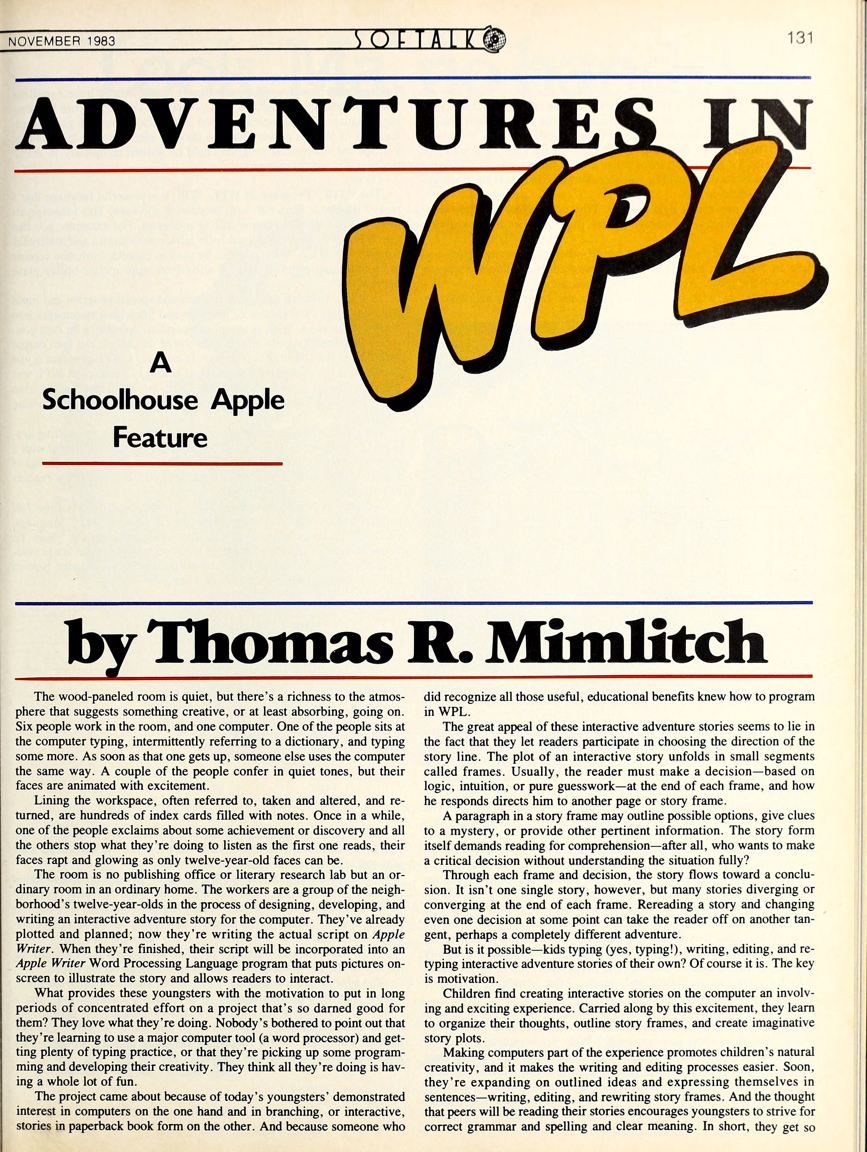 NOVEMBER 1983
SOFTALK
131
ADVENTURES IN
WPL
A
Schoolhouse Apple
Feature
by Thomas R. Mimlitch
The wood-paneled room is quiet, but there's a richness to the atmos-
phere that suggests something creative, or at least absorbing, going on.
Six people work in the room, and one computer. One of the people sits at
the computer typing, intermittently referring to a dictionary, and typing
some more. As soon as that one gets up, someone else uses the computer
the same way. A couple of the people confer in quiet tones, but their
faces are animated with excitement.
Lining the workspace, often referred to, taken and altered, and re-
turned, are hundreds of index cards filled with notes. Once in a while,
one of the people exclaims about some achievement or discovery and all
the others stop what they're doing to listen as the first one reads, their
faces rapt and glowing as only twelve-year-old faces can be.
The room is no publishing office or literary research lab but an or-
dinary room in an ordinary home. The workers are a group of the neigh-
borhood's twelve-year-olds in the process of designing, developing, and
writing an interactive adventure story for the computer. They've already
plotted and planned; now they're writing the actual script on Apple
Writer. When they're finished, their script will be incorporated into an
Apple Writer Word Processing Language program that puts pictures on-
screen to illustrate the story and allows readers to interact.
What provides these youngsters with the motivation to put in long
periods of concentrated effort on a project that's so darned good for
them? They love what they're doing. Nobody's bothered to point out that
they're learning to use a major computer tool (a word processor) and get-
ting plenty of typing practice, or that they're picking up some program-
ming and developing their creativity. They think all they're doing is hav-
ing a whole lot of fun.
The project came about because of today's youngsters' demonstrated
interest in computers on the one hand and in branching, or interactive,
stories in paperback book form on the other. And because someone who
did recognize all those useful, educational benefits knew how to program
in WPL.
The great appeal of these interactive adventure stories seems to lie in
the fact that they let readers participate in choosing the direction of the
story line. The plot of an interactive story unfolds in small segments
called frames. Usually, the reader must make a decision—based on
logic, intuition, or pure guesswork—at the end of each frame, and how
he responds directs him to another page or story frame.
A paragraph in a story frame may outline possible options, give clues
to a mystery, or provide other pertinent information. The story form
itself demands reading for comprehension—after all, who wants to make
a critical decision without understanding the situation fully?
Through each frame and decision, the story flows toward a conclu-
sion. It isn't one single story, however, but many stories diverging or
converging at the end of each frame. Rereading a story and changing
even one decision at some point can take the reader off on another tan-
gent, perhaps a completely different adventure.
But is it possible—kids typing (yes, typing!), writing, editing, and re-
typing interactive adventure stories of their own? Of course it is. The key
is motivation.
Children find creating interactive stories on the computer an involv-
ing and exciting experience. Carried along by this excitement, they learn
to organize their thoughts, outline story frames, and create imaginative
story plots.
Making computers part of the experience promotes children's natural
creativity, and it makes the writing and editing processes easier. Soon,
they're expanding on outlined ideas and expressing themselves in
sentences—writing, editing, and rewriting story frames. And the thought
that peers will be reading their stories encourages youngsters to strive for
correct grammar and spelling and clear meaning. In short, they get so